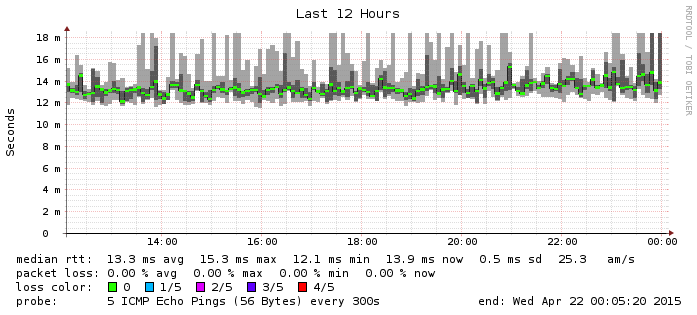 Last 12 Hours
RRDTOOL / TOBI OETIKER
Seconds
18 m
16 m
14 m
12 m
10 m
8 m
6 m
4 m
2 m
0
14:00 16:00 18:00 20:00 22:00 00:00
median rtt: 13.3 ms avg 15.3 ms max 12.1 ms min 13.9 ms now 0.5 ms sd 25.3 am/s
packet loss: 0.00 % avg 0.00 % max 0.00 % min 0.00 % now
loss color: 0 1/5 2/5 3/5 4/5
probe: 5 ICMP Echo Pings (56 Bytes) every 300s end: Wed Apr 22 00:05:20 2015